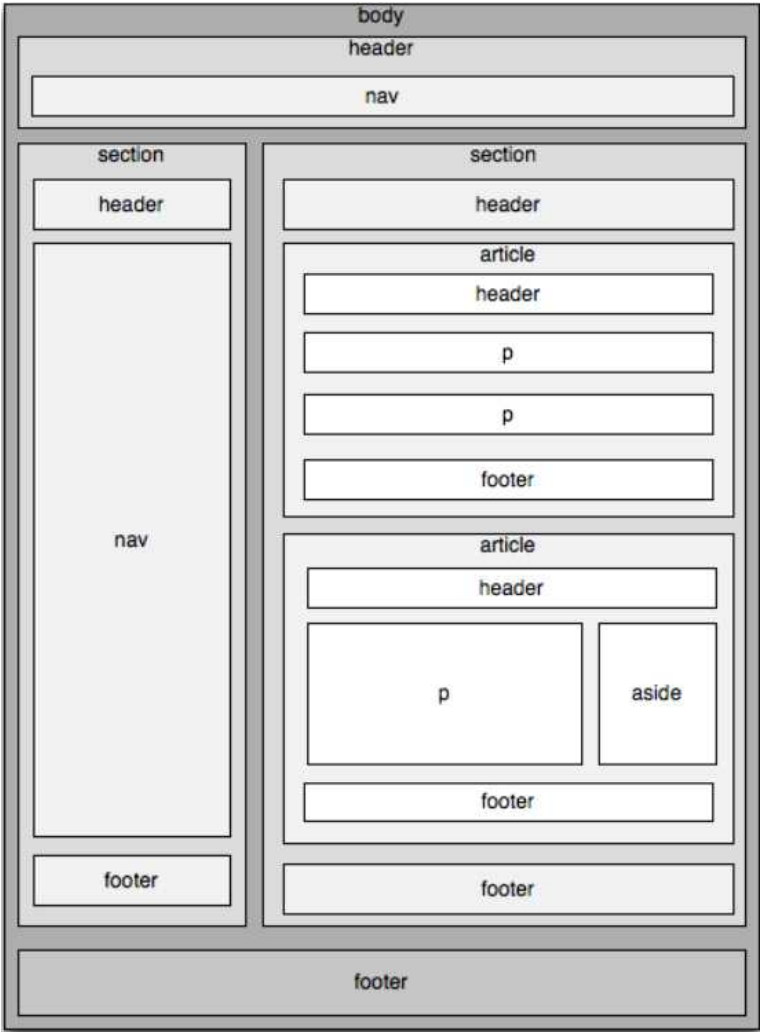 body
header
nav
section
header
nav
footer
section
header
article
header
p
p
footer
article
header
p
aside
footer
footer
footer